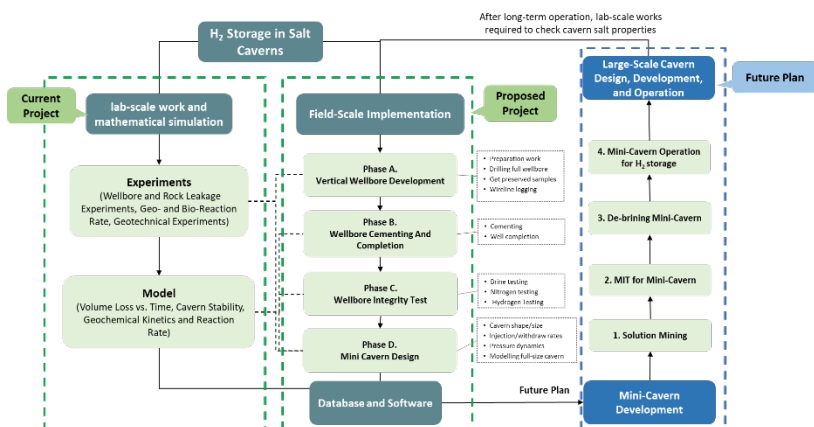 After long-term operation, lab-scale works
required to check cavern salt properties
H2 Storage in Salt
Caverns
Current
Project
lab-scale work and
mathematical simulation
Experiments
(Wellbore and Rock Leakage
Experiments, Geo- and Bio-Reaction
Rate, Geotechnical Experiments)
Model
(Volume Loss vs. Time, Cavern Stability,
Geochemical Kinetics and Reaction
Rate)
Field-Scale Implementation
Proposed
Project
Phase A.
Vertical Wellbore Development
• Preparation work
• Drilling full wellbore
• Get preserved samples
• Wireline logging
Phase B.
Wellbore Cementing And
Completion
• Cementing
• Well completion
Phase C.
Wellbore Integrity Test
• Brine testing
• Nitrogen testing
• Hydrogen Testing
Phase D.
Mini Cavern Design
• Cavern shape/size
• Injection/withdraw rates
• Pressure dynamics
• Modelling full-size cavern
Database and Software
Future Plan
Large-Scale Cavern
Design, Development,
and Operation
Future Plan
4. Mini-Cavern Operation
for H2 storage
3. De-brining Mini-Cavern
2. MIT for Mini-Cavern
1. Solution Mining
Mini-Cavern
Development